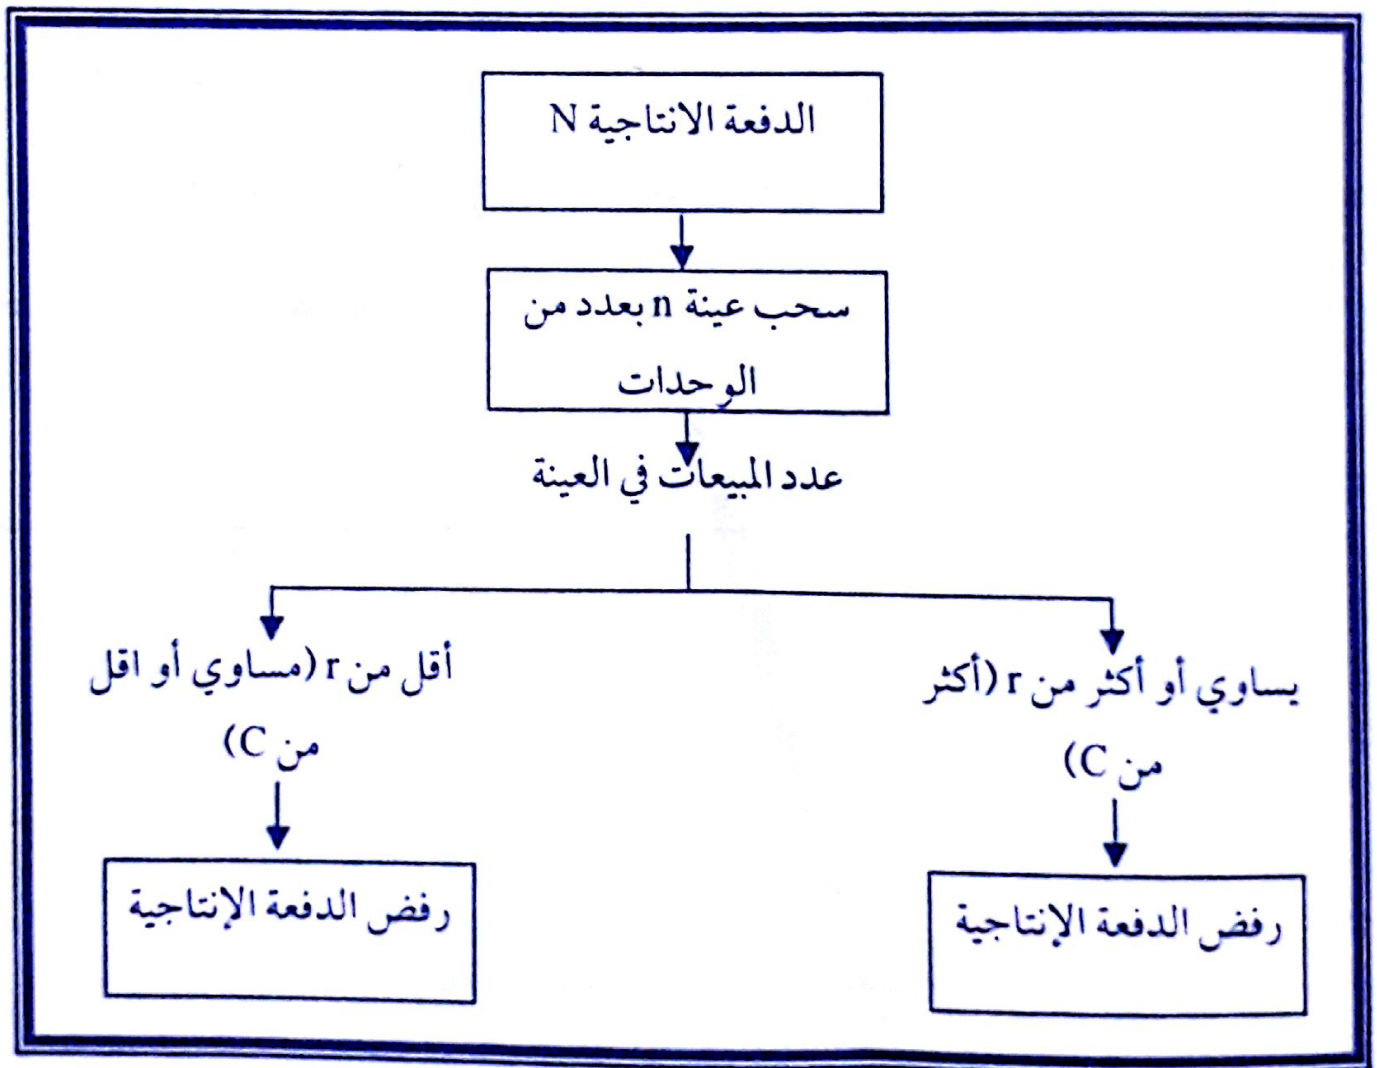 الدفعة الانتاجية N
سحب عينة n بعدد من
الوحدات
عدد المبيعات في العينة
يساوي أو أكثر من r (أكثر
من C)
أقل من r (مساوي أو اقل
من C)
رفض الدفعة الإنتاجية
رفض الدفعة الإنتاجية